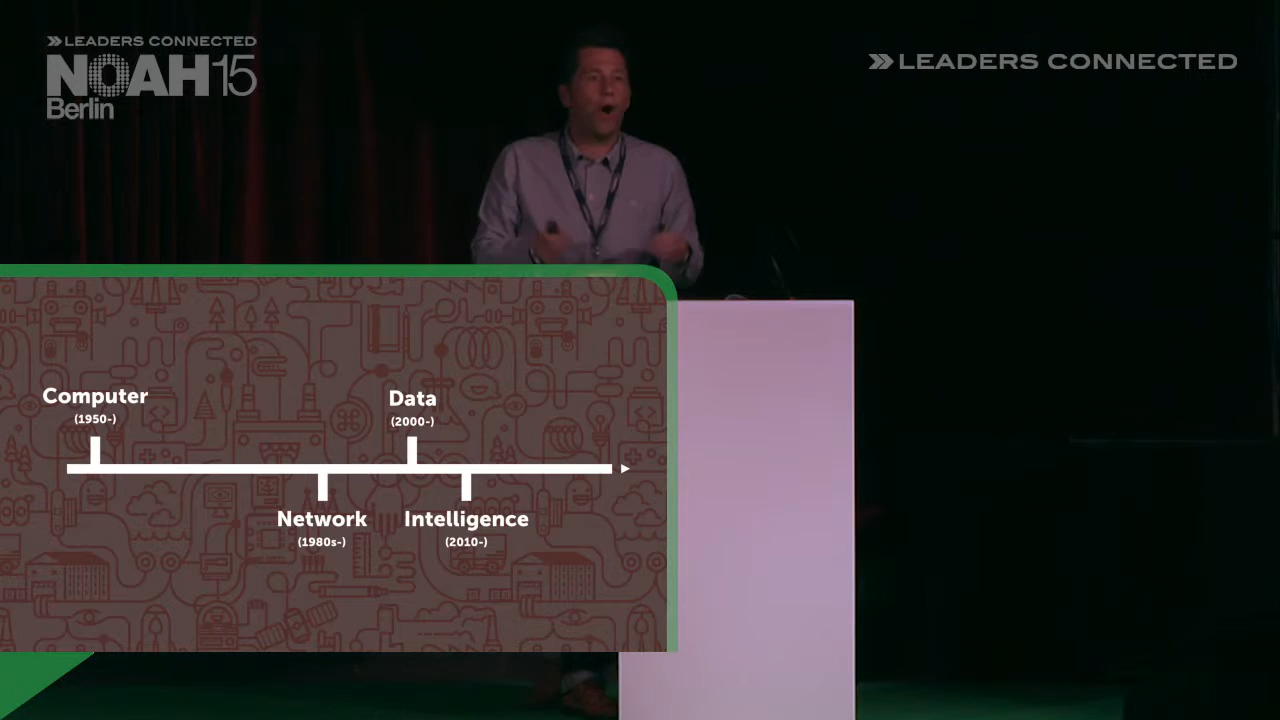 LEADERS CONNECTED
NOAH15
Berlin
LEADERS CONNECTED
Computer
(1950-)
Data
(2000-)
Network
(1980s-)
Intelligence
(2010-)